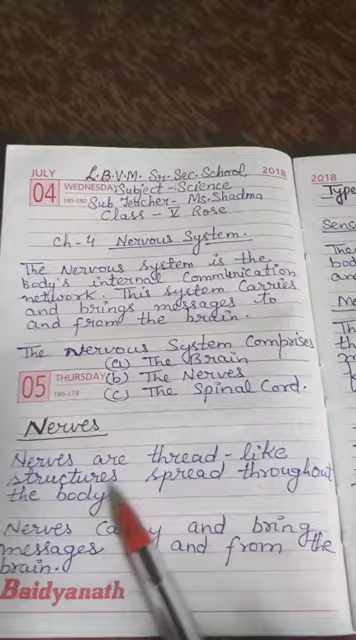 JULY
L.B.V.M. Sr. Sec. School,
2018
04
WEDNESDAY
Subject - Science
185-180
Sub. Teacher - Ms. Shadma
Class - V Rose
Ch-4 Nervous System.
The Nervous System is the
body's internal Communication
network. This system Carries
and brings messages to
and from the brain.
The Nervous System Comprises
(a) The Brain
05
THURSDAY
(b) The Nerves
186-179
(c) The Spinal Cord.
Nerves
Nerves are thread-like
structures spread throughout
the body
Nerves and bring
messages and from the
brain.
Baidyanath
2018
Type
Sens
The
bod
an
M
Th
th
m